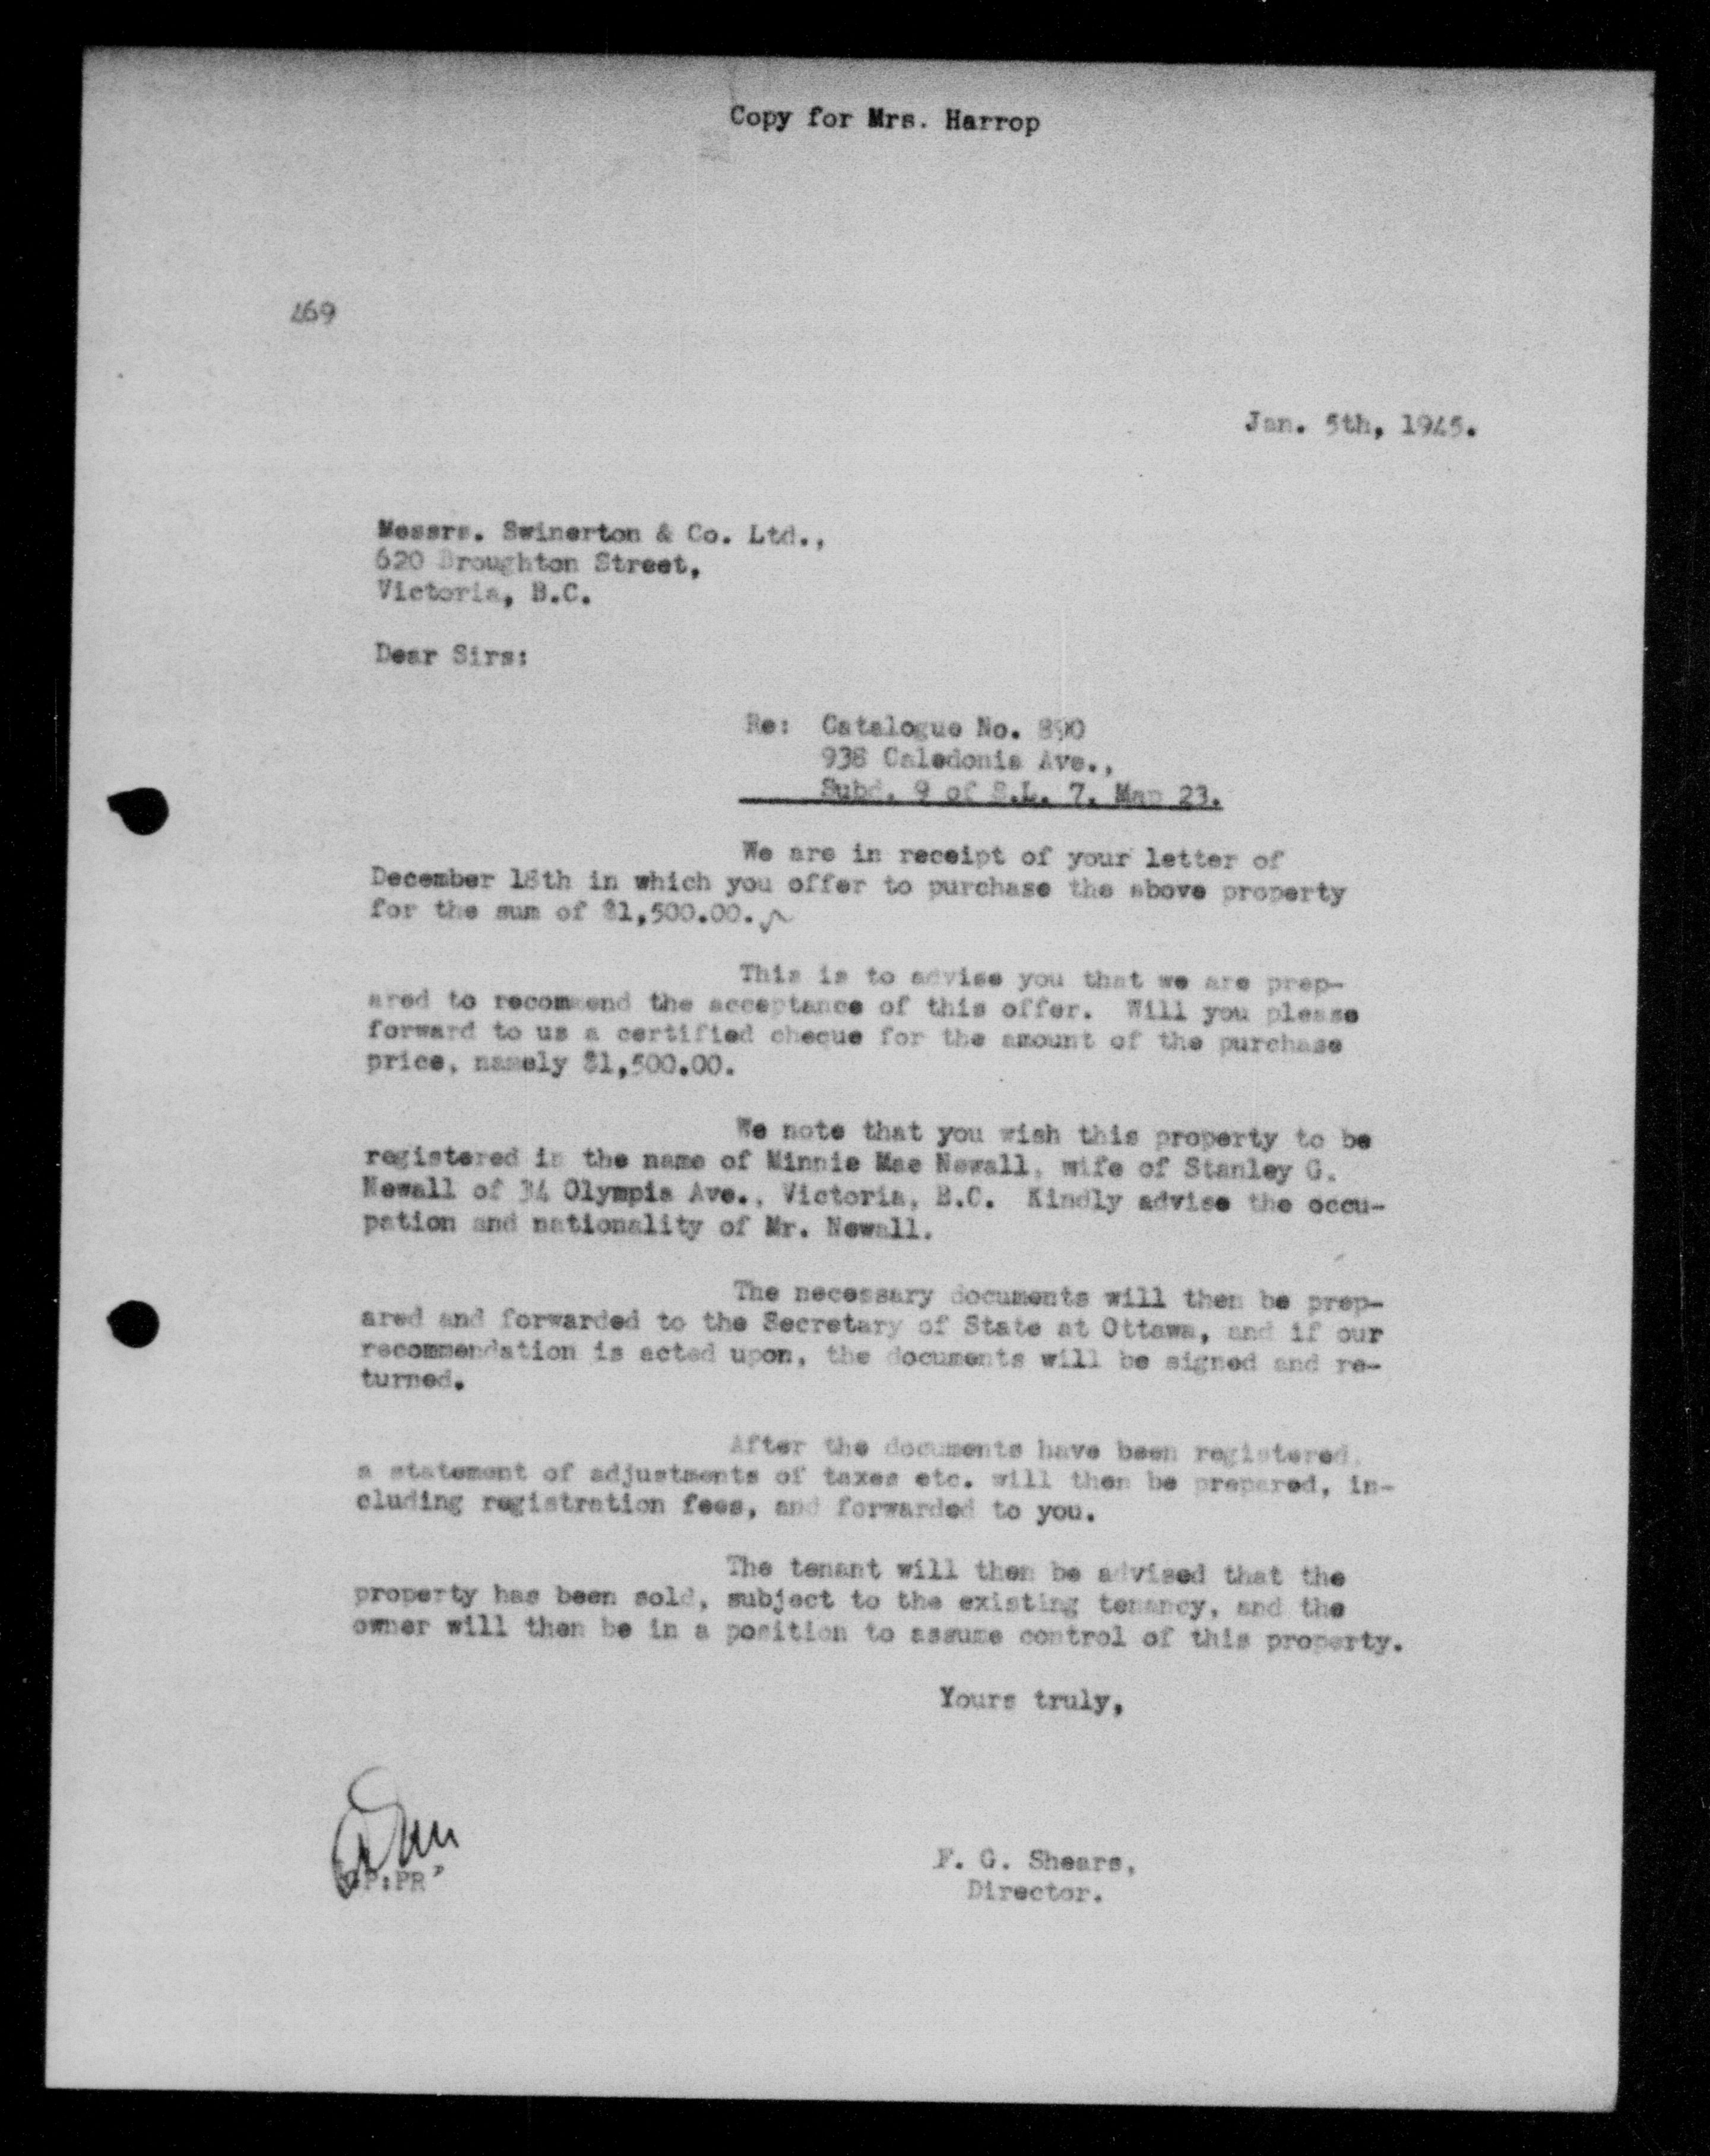 Copy for Mrs. Harrop
469
Jan. 5th, 1945.
Messrs. Swinerton & Co. Ltd.,
620 Broughton Street,
Victoria, B.C.
Dear Sirs:
Re: Catalogue No. 890
938 Caledonia Ave.,
Subd. 9 of S.L. 7, Map 23.
We are in receipt of your letter of
December 18th in which you offer to purchase the above property
for the sum of $1,500.00.
This is to advise you that we are prep-
ared to recommend the acceptance of this offer. Will you please
forward to us a certified cheque for the amount of the purchase
price, namely $1,500.00.
We note that you wish this property to be
registered in the name of Minnie Mae Newall, wife of Stanley G.
Newall of 34 Olympia Ave., Victoria, B.C. Kindly advise the occu-
pation and nationality of Mr. Newall.
The necessary documents will then be prep-
ared and forwarded to the Secretary of State at Ottawa, and if our
recommendation is acted upon, the documents will be signed and re-
turned.
After the documents have been registered,
a statement of adjustments of taxes etc. will then be prepared, in-
cluding registration fees, and forwarded to you.
The tenant will then be advised that the
property has been sold, subject to the existing tenancy, and the
owner will then be in a position to assume control of this property.
Yours truly,
F. G. Shears,
Director.